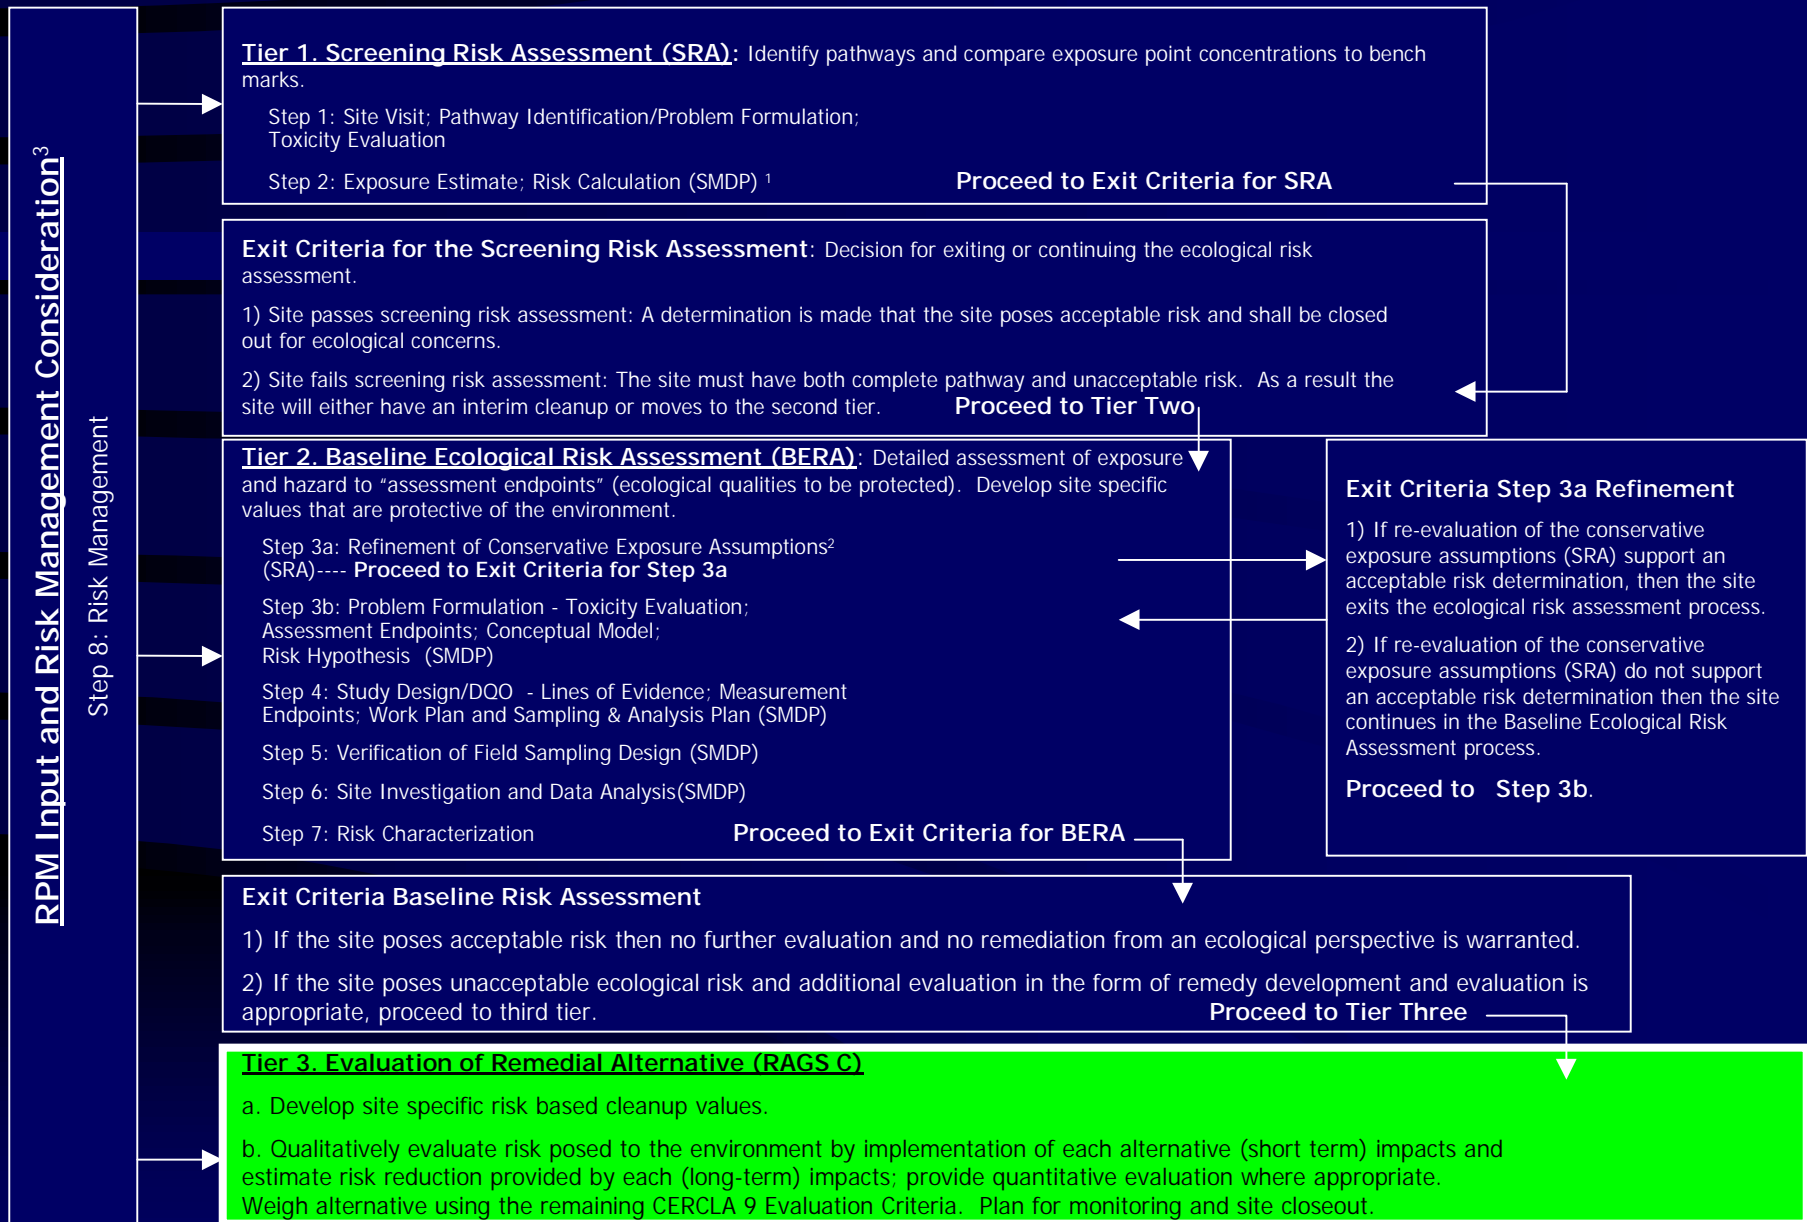 RPM Input and Risk Management Consideration³
Step 8: Risk Management
Tier 1. Screening Risk Assessment (SRA): Identify pathways and compare exposure point concentrations to bench
marks.
Step 1: Site Visit; Pathway Identification/Problem Formulation;
Toxicity Evaluation
Step 2: Exposure Estimate; Risk Calculation (SMDP) ¹ Proceed to Exit Criteria for SRA
Exit Criteria for the Screening Risk Assessment: Decision for exiting or continuing the ecological risk
assessment.
1) Site passes screening risk assessment: A determination is made that the site poses acceptable risk and shall be closed
out for ecological concerns.
2) Site fails screening risk assessment: The site must have both complete pathway and unacceptable risk. As a result the
site will either have an interim cleanup or moves to the second tier. Proceed to Tier Two
Tier 2. Baseline Ecological Risk Assessment (BERA): Detailed assessment of exposure
and hazard to “assessment endpoints” (ecological qualities to be protected). Develop site specific
values that are protective of the environment.
Step 3a: Refinement of Conservative Exposure Assumptions²
(SRA)---- Proceed to Exit Criteria for Step 3a
Step 3b: Problem Formulation - Toxicity Evaluation;
Assessment Endpoints; Conceptual Model;
Risk Hypothesis (SMDP)
Step 4: Study Design/DQO - Lines of Evidence; Measurement
Endpoints; Work Plan and Sampling & Analysis Plan (SMDP)
Step 5: Verification of Field Sampling Design (SMDP)
Step 6: Site Investigation and Data Analysis(SMDP)
Step 7: Risk Characterization Proceed to Exit Criteria for BERA
Exit Criteria Step 3a Refinement
1) If re-evaluation of the conservative
exposure assumptions (SRA) support an
acceptable risk determination, then the site
exits the ecological risk assessment process.
2) If re-evaluation of the conservative
exposure assumptions (SRA) do not support
an acceptable risk determination then the site
continues in the Baseline Ecological Risk
Assessment process.
Proceed to Step 3b.
Exit Criteria Baseline Risk Assessment
1) If the site poses acceptable risk then no further evaluation and no remediation from an ecological perspective is warranted.
2) If the site poses unacceptable ecological risk and additional evaluation in the form of remedy development and evaluation is
appropriate, proceed to third tier. Proceed to Tier Three
Tier 3. Evaluation of Remedial Alternative (RAGS C)
a. Develop site specific risk based cleanup values.
b. Qualitatively evaluate risk posed to the environment by implementation of each alternative (short term) impacts and
estimate risk reduction provided by each (long-term) impacts; provide quantitative evaluation where appropriate.
Weigh alternative using the remaining CERCLA 9 Evaluation Criteria. Plan for monitoring and site closeout.